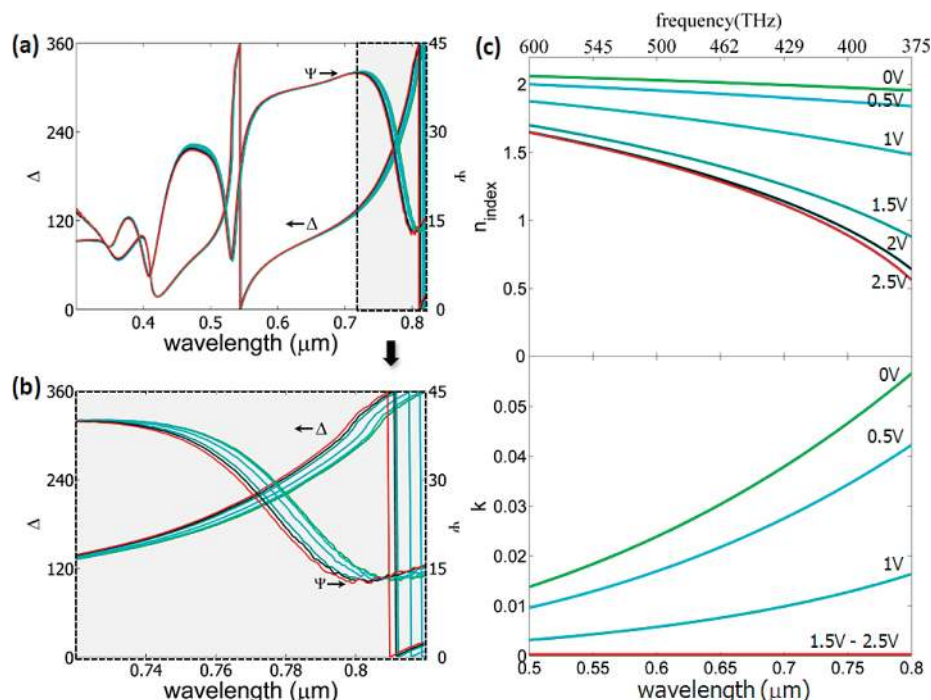 (a)
360
240
120
0
Δ
Ψ
Δ
45
30
15
0
Ψ
0.4
0.5
0.6
0.7
0.8
wavelength (μm)
(b)
360
240
120
0
Δ
Δ
Ψ
45
30
15
0
Ψ
0.74
0.76
0.78
0.8
wavelength (μm)
(c)
frequency(THz)
600
545
500
462
429
400
375
2
1.5
1
0.5
0
n index
0V
0.5V
1V
1.5V
2V
2.5V
0.05
0.04
0.03
0.02
0.01
0
k
0V
0.5V
1V
1.5V - 2.5V
0.5
0.55
0.6
0.65
0.7
0.75
0.8
wavelength (μm)